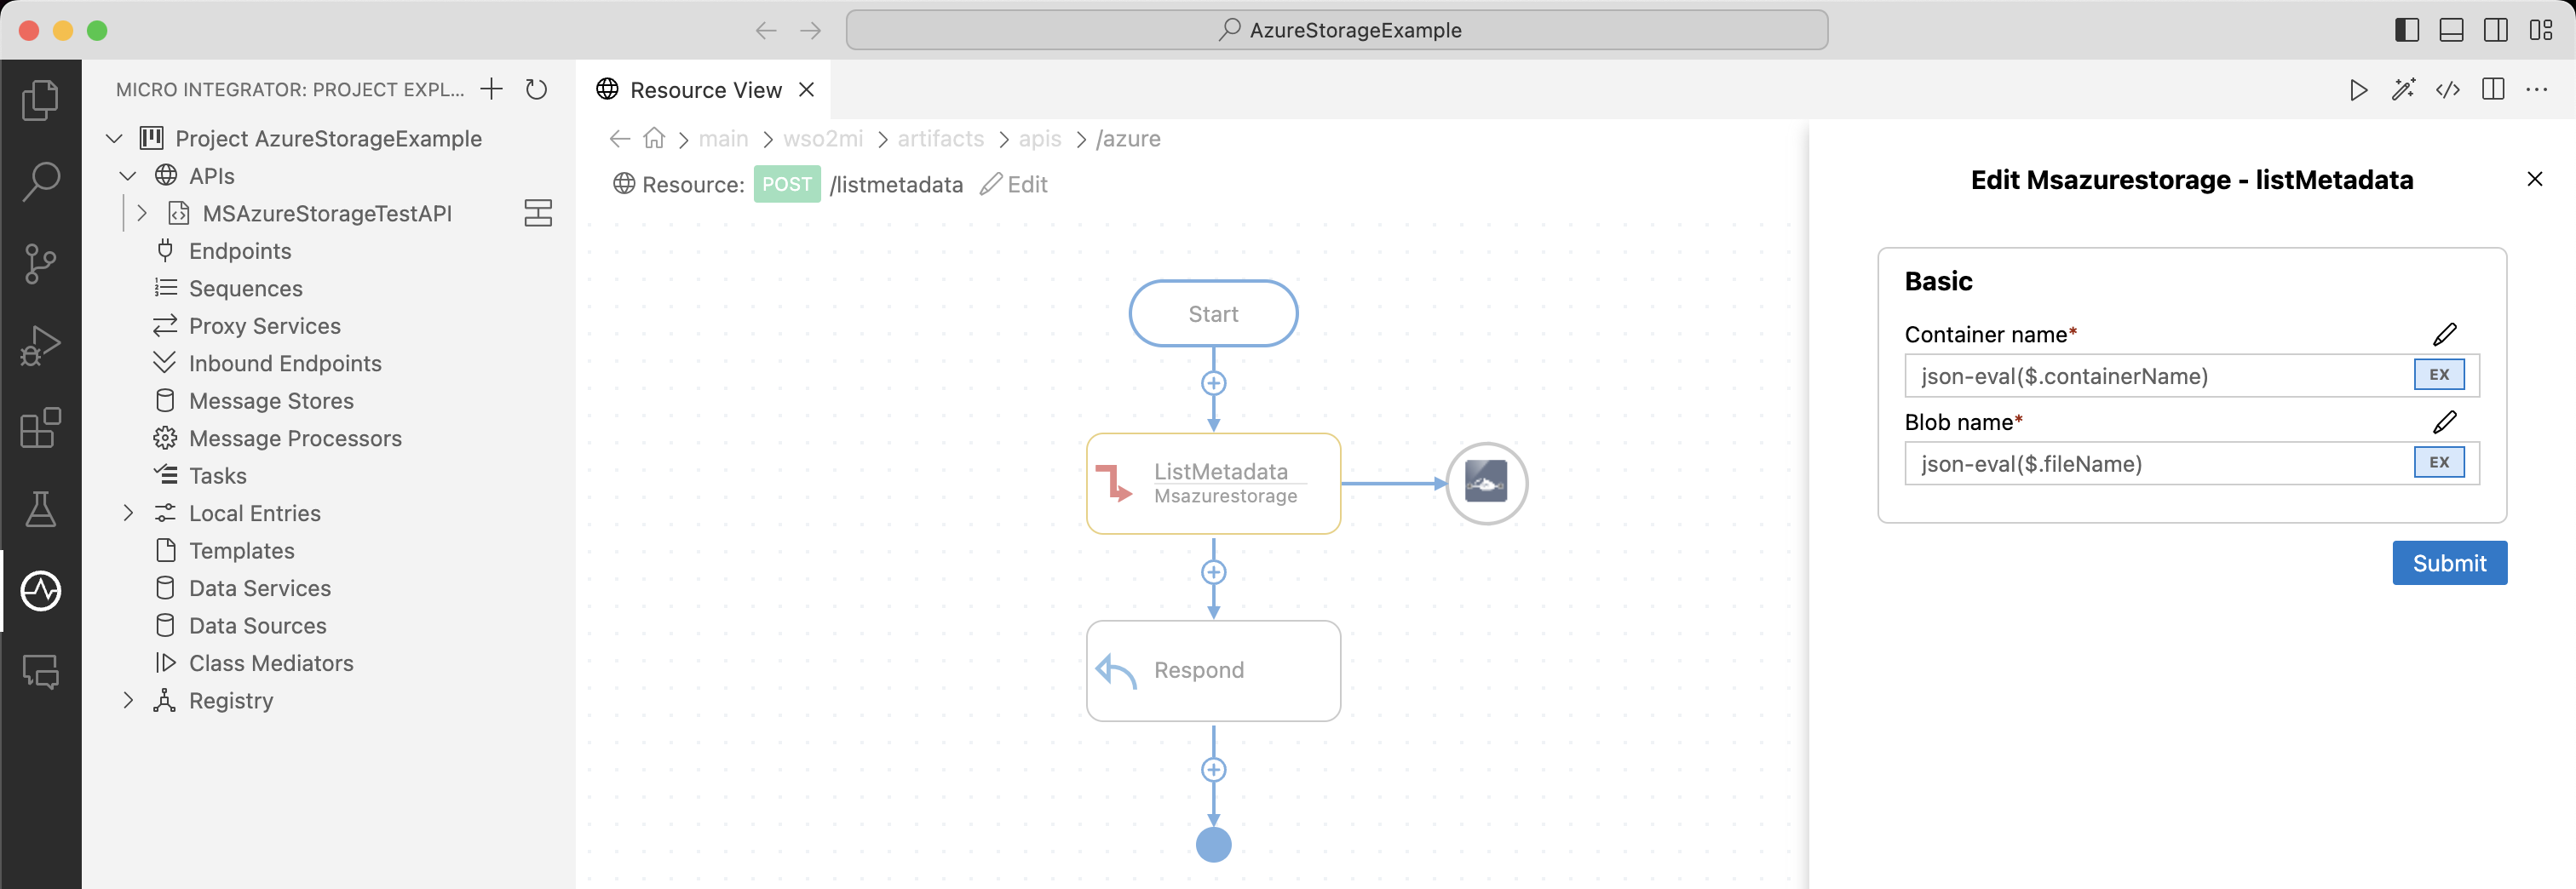 AzureStorageExample
MICRO INTEGRATOR: PROJECT EXPL...
Project AzureStorageExample
APIs
MSAzureStorageTestAPI
Endpoints
Sequences
Proxy Services
Inbound Endpoints
Message Stores
Message Processors
Tasks
Local Entries
Templates
Data Services
Data Sources
Class Mediators
Registry
Resource View
main > wso2mi > artifacts > apis > /azure
Resource: POST /listmetadata Edit
Start
ListMetadata
Msazurestorage
Respond
Edit Msazurestorage - listMetadata
Basic
Container name*
json-eval($.containerName) EX
Blob name*
json-eval($.fileName) EX
Submit